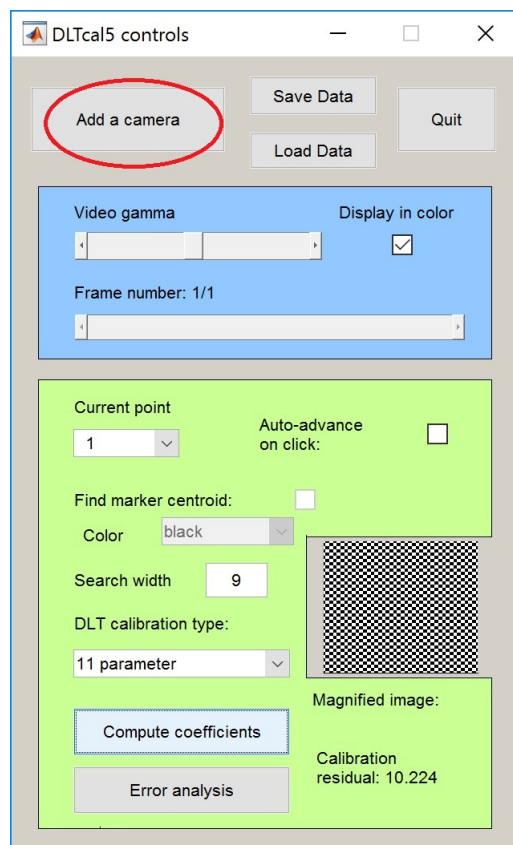 DLTcal5 controls
Add a camera
Save Data
Load Data
Quit
Video gamma
Display in color
Frame number: 1/1
Current point
1
Auto-advance
on click:
Find marker centroid:
Color
black
Search width
9
DLT calibration type:
11 parameter
Magnified image:
Compute coefficients
Calibration
residual: 10.224
Error analysis